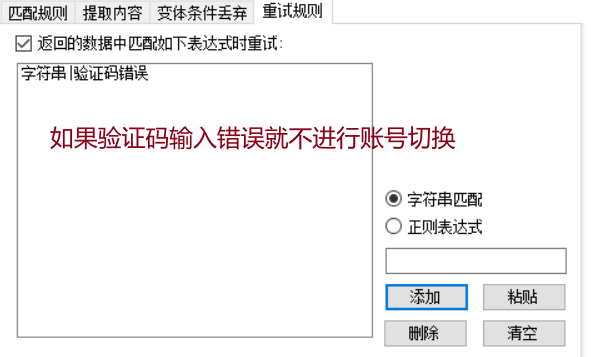 匹配规则 提取内容 变体条件丢弃 重试规则
返回的数据中匹配如下表达式时重试:
字符串|验证码错误
如果验证码输入错误就不进行账号切换
字符串匹配
正则表达式
添加 粘贴
删除 清空